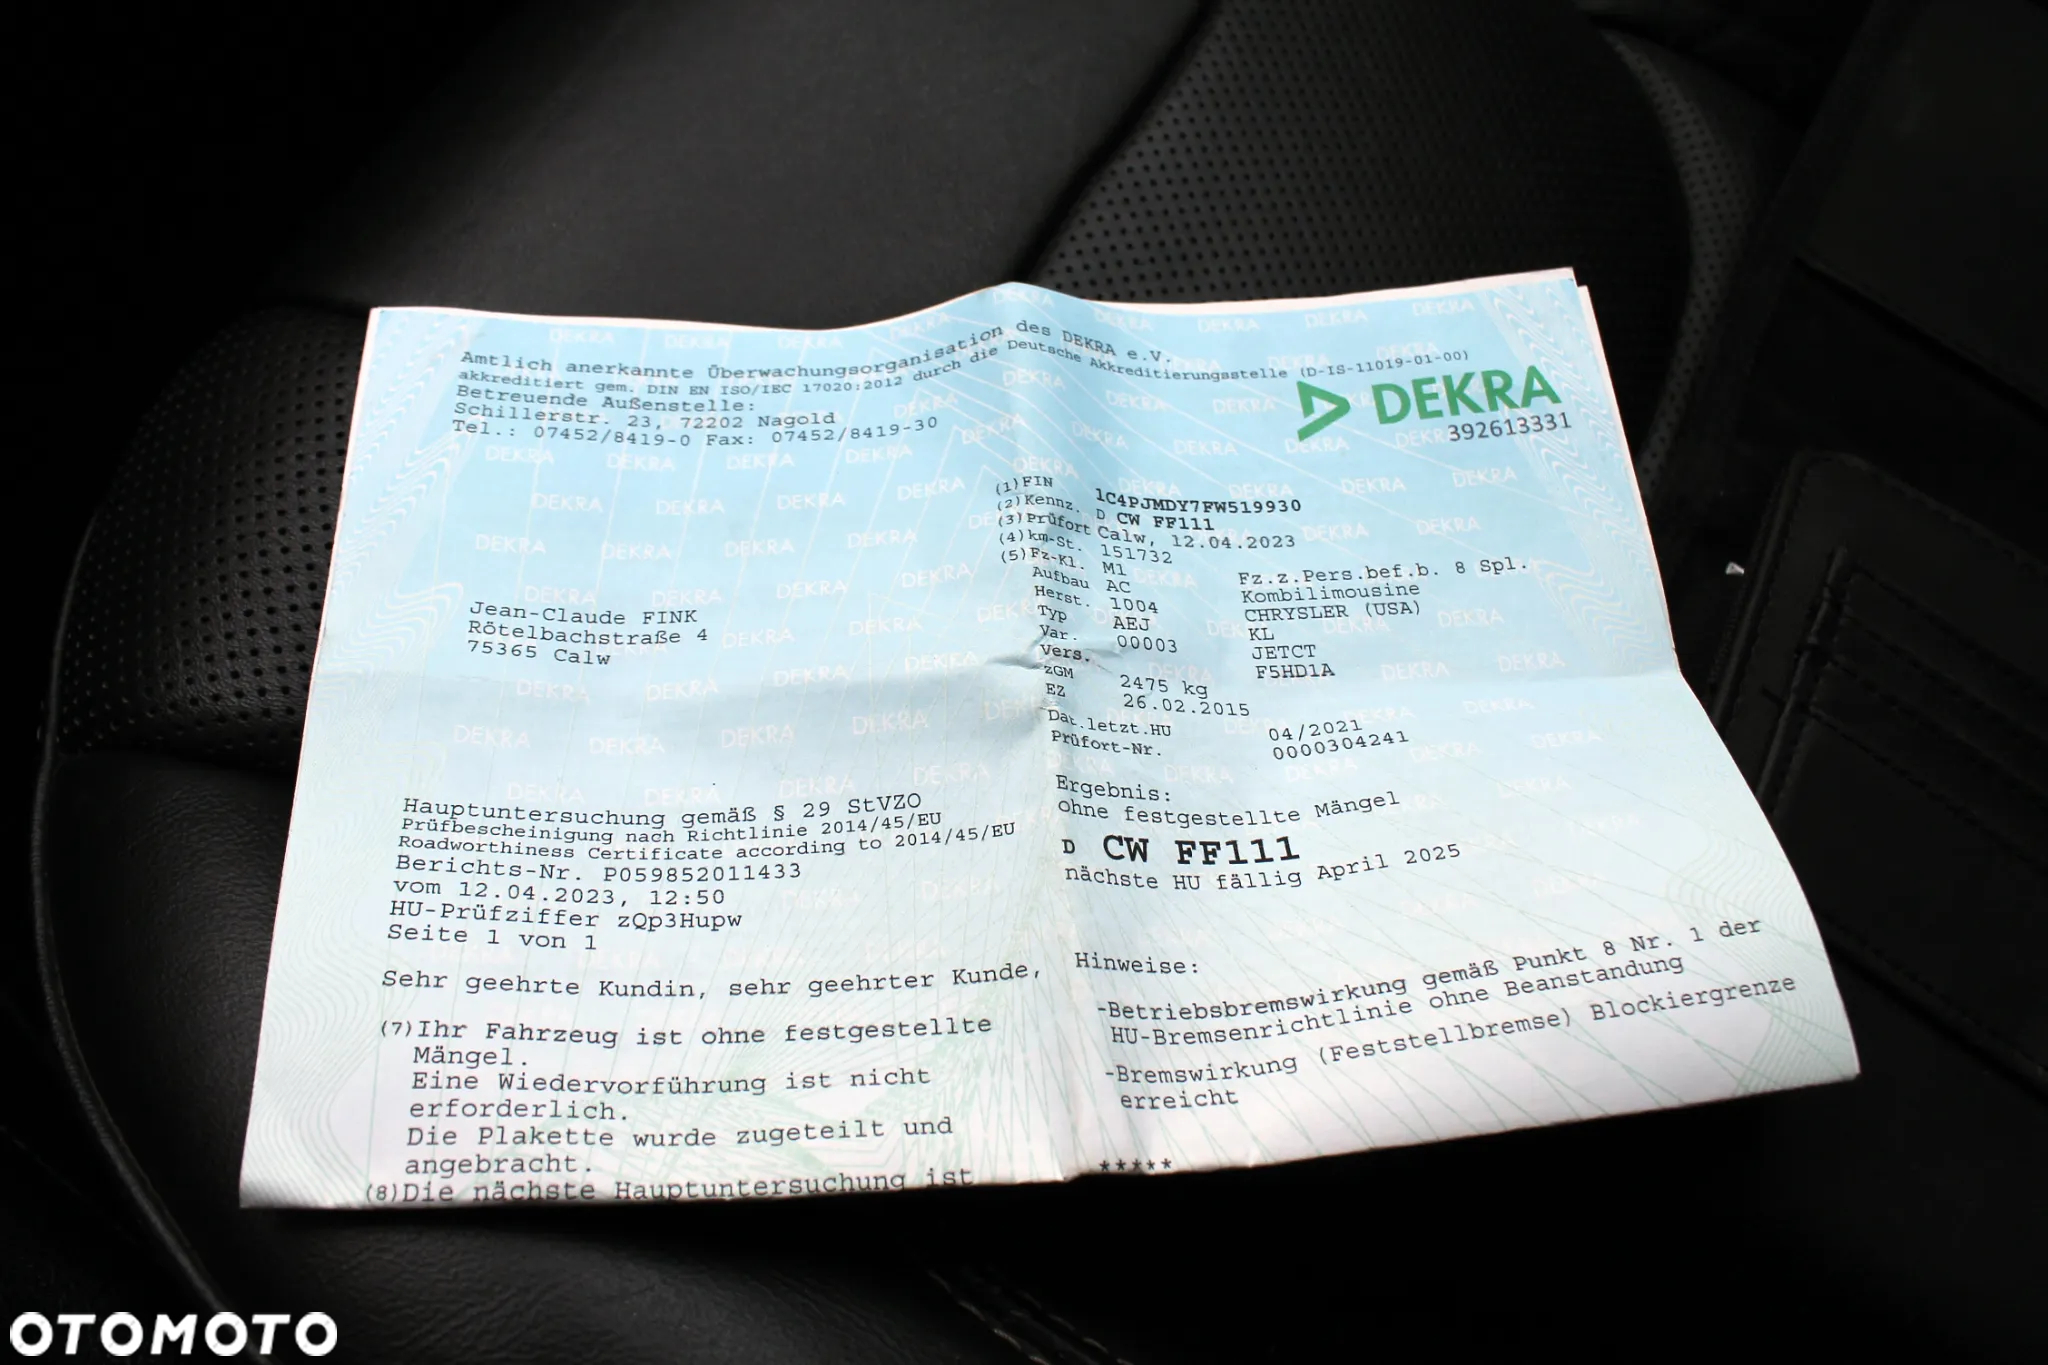 Amtlich anerkannte Überwachungsorganisation des DEKRA e.V.
akkreditiert gem. DIN EN ISO/IEC 17020:2012 durch die Deutsche Akkreditierungsstelle (D-IS-11019-01-00)
Betreuende Außenstelle:
Schillerstr. 23, 72202 Nagold
Tel.: 07452/8419-0 Fax: 07452/8419-30
DEKRA
392613331
Jean-Claude FINK
Rötelbachstraße 4
75365 Calw
(1)FIN 1C4PJMDY7FW519930
(2)Kennz. D CW FF111
(3)Prüfort Calw, 12.04.2023
(4)km-St. 151732
(5)Fz-Kl. M1 Fz.z.Pers.bef.b. 8 Spl.
Aufbau AC Kombilimousine
Herst. 1004 CHRYSLER (USA)
Typ AEJ KL
Var. 00003 JETCT
Vers. F5HD1A
zGM 2475 kg
EZ 26.02.2015
Dat.letzt.HU 04/2021
Prüfort-Nr. 0000304241
Hauptuntersuchung gemäß § 29 StVZO
Prüfbescheinigung nach Richtlinie 2014/45/EU
Roadworthiness Certificate according to 2014/45/EU
Berichts-Nr. P059852011433
vom 12.04.2023, 12:50
HU-Prüfziffer zQp3Hupw
Seite 1 von 1
Sehr geehrte Kundin, sehr geehrter Kunde,
(7)Ihr Fahrzeug ist ohne festgestellte
Mängel.
Eine Wiedervorführung ist nicht
erforderlich.
Die Plakette wurde zugeteilt und
angebracht.
(8)Die nächste Hauptuntersuchung ist
Ergebnis:
ohne festgestellte Mängel
D CW FF111
nächste HU fällig April 2025
Hinweise:
-Betriebsbremswirkung gemäß Punkt 8 Nr. 1 der
HU-Bremsenrichtlinie ohne Beanstandung
-Bremswirkung (Feststellbremse) Blockiergrenze
erreicht
*****
OTOMOTO